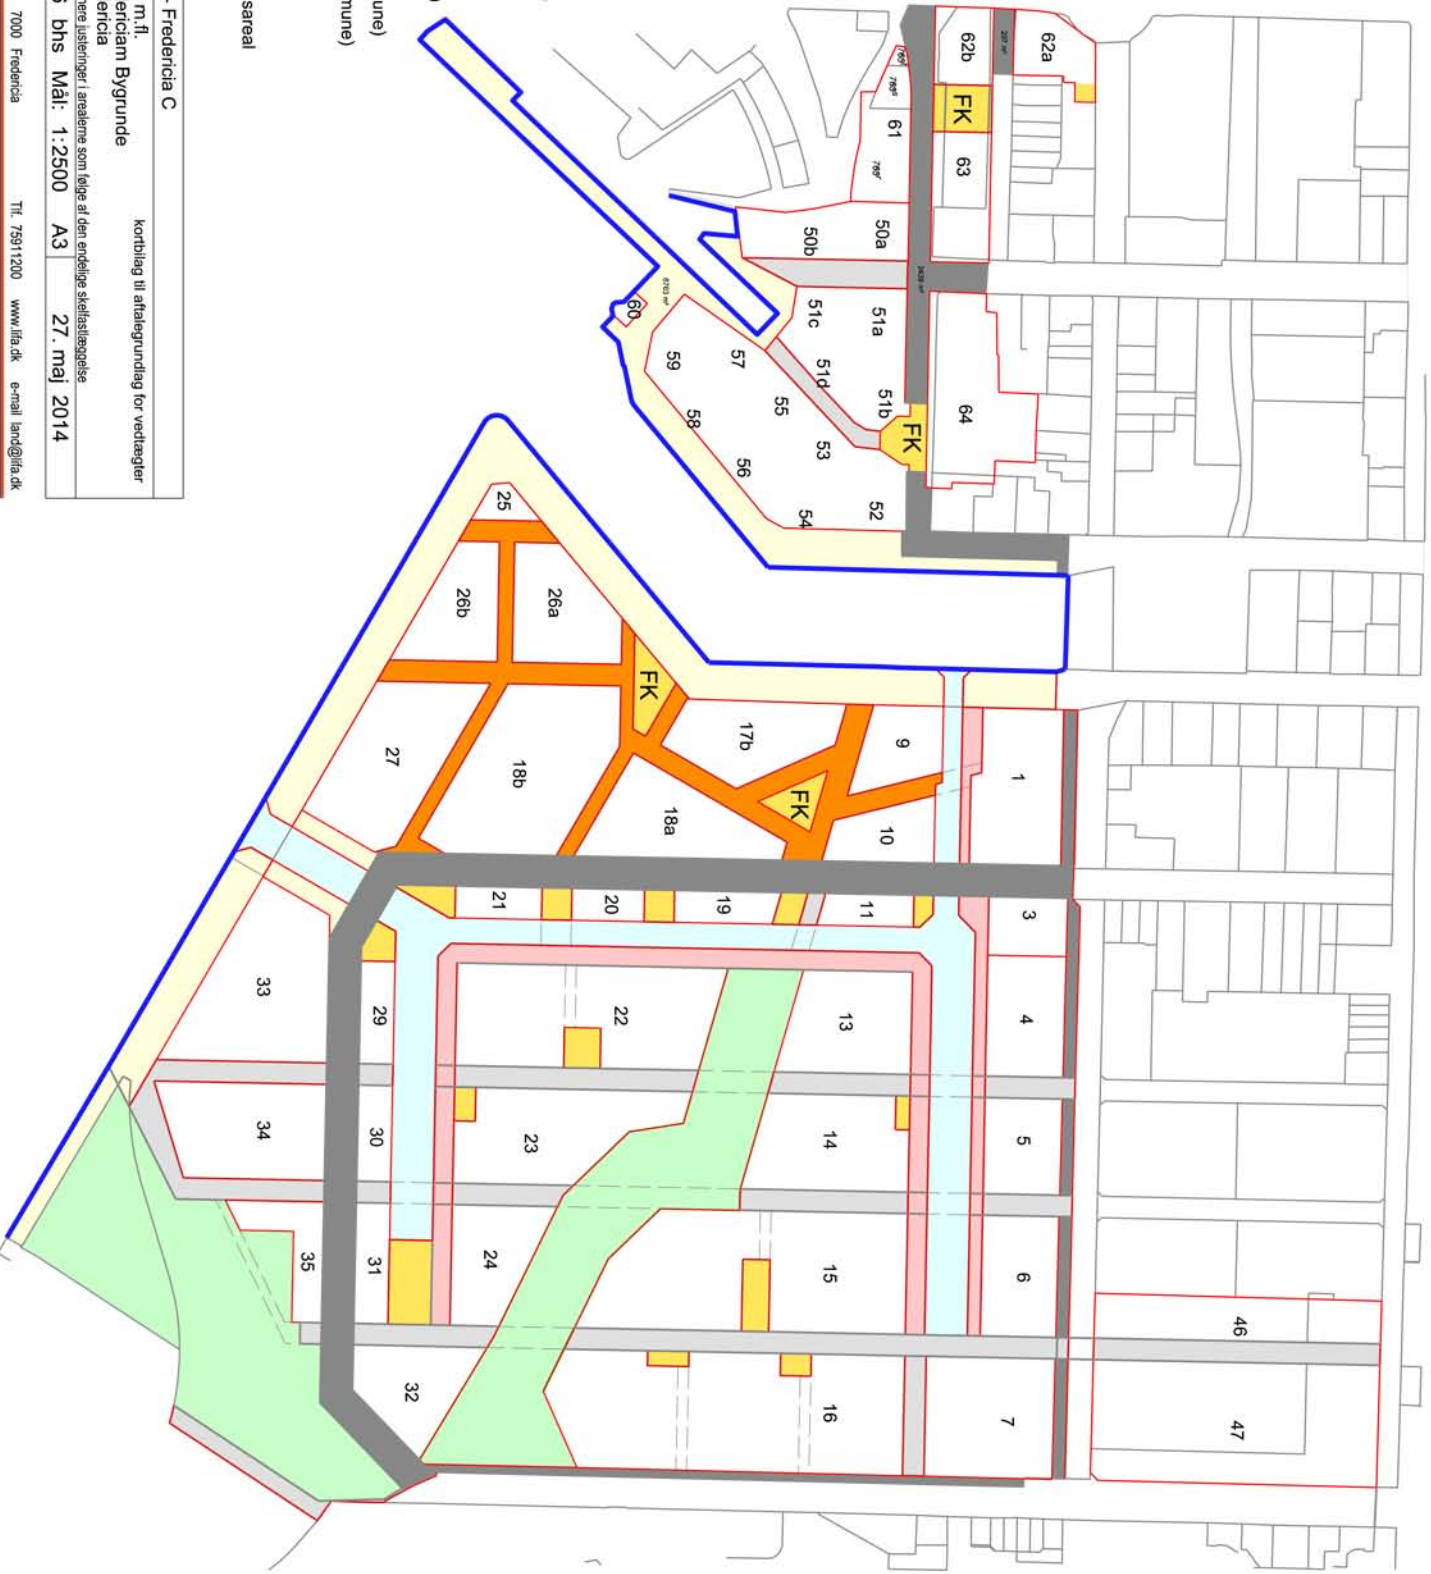 62a
297 m²
62b
FK
63
61
50a
50b
51a
51c
51d
51b
FK
64
60
59
57
55
53
58
56
54
52
25
26a
26b
FK
27
18b
17b
FK
18a
9
10
1
3
4
5
6
7
11
19
20
21
13
14
15
16
22
23
24
29
30
31
32
33
34
35
46
47
une)
mune)
)
sareal
- Fredericia C
m.fl.
kortbilag til aftalegrundlag for vedtægter
ericiam Bygrunde
ericia
nere justeringer i arealerne som følge af den endelige skelfastlæggelse
bhs Mål: 1:2500 A3 27. maj 2014
7000 Fredericia Tlf. 75911200 www.lifa.dk e-mail land@lifa.dk